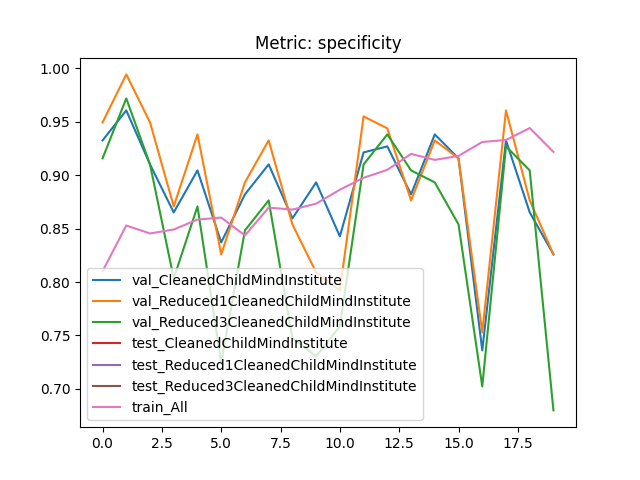 Metric: specificity
1.00
0.95
0.90
0.85
0.80
0.75
0.70
val_CleanedChildMindInstitute
val_Reduced1CleanedChildMindInstitute
val_Reduced3CleanedChildMindInstitute
test_CleanedChildMindInstitute
test_Reduced1CleanedChildMindInstitute
test_Reduced3CleanedChildMindInstitute
train_All
0.0 2.5 5.0 7.5 10.0 12.5 15.0 17.5